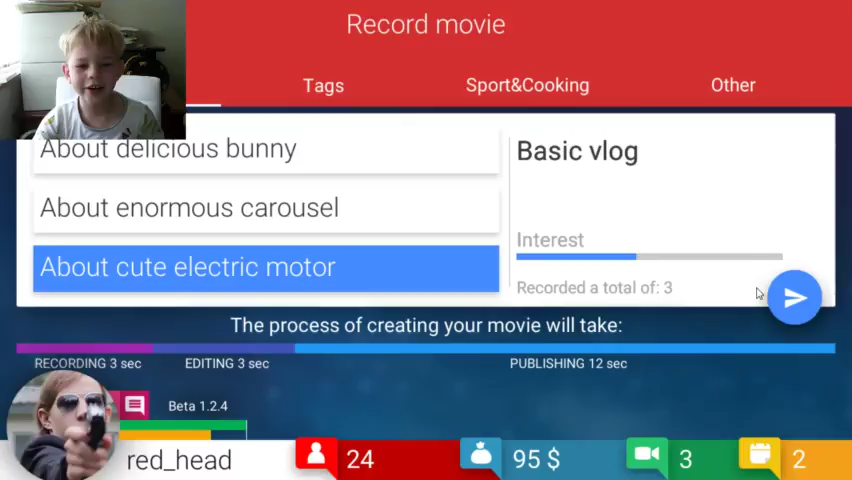 Record movie
Tags
Sport&Cooking
Other
About delicious bunny
About enormous carousel
About cute electric motor
Basic vlog
Interest
Recorded a total of: 3
The process of creating your movie will take:
RECORDING 3 sec
EDITING 3 sec
PUBLISHING 12 sec
Beta 1.2.4
red_head
24
95 $
3
2